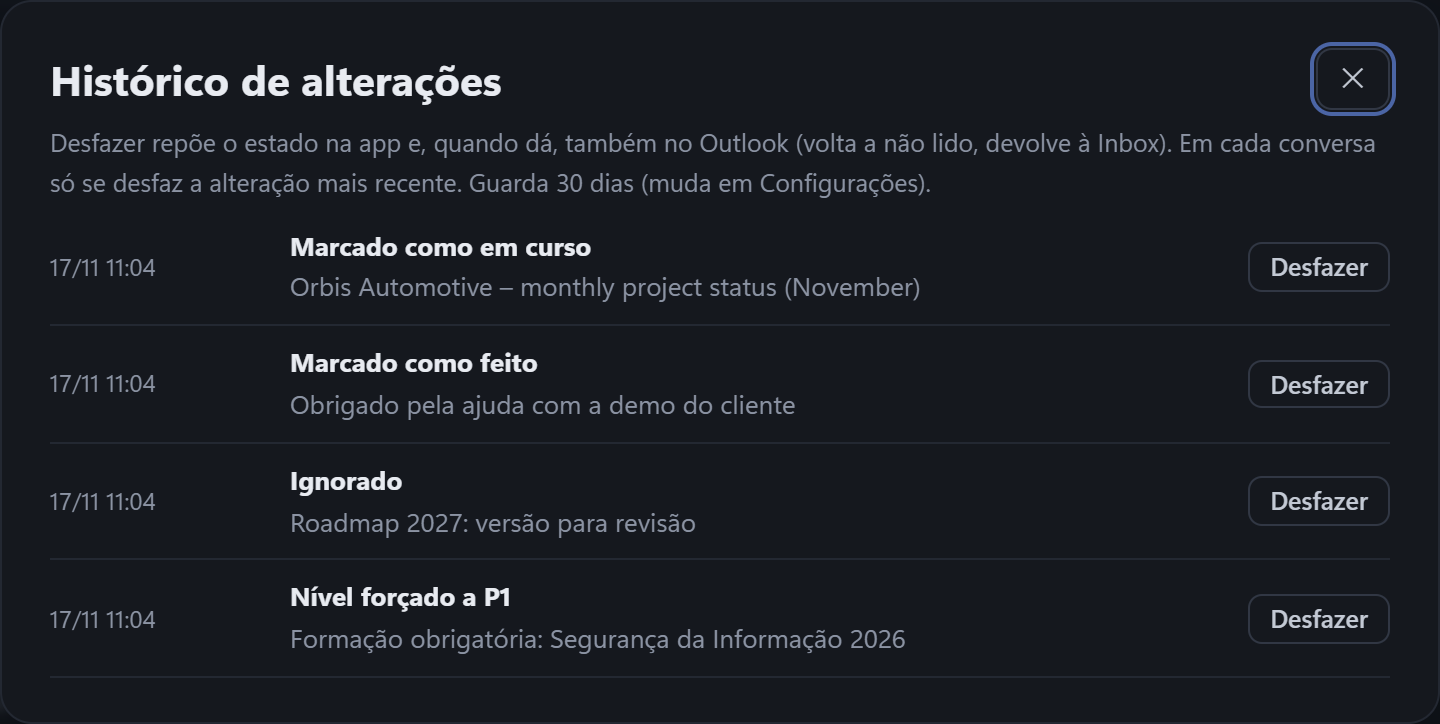 Histórico de alterações
Desfazer repõe o estado na app e, quando dá, também no Outlook (volta a não lido, devolve à Inbox). Em cada conversa
só se desfaz a alteração mais recente. Guarda 30 dias (muda em Configurações).
17/11 11:04
Marcado como em curso
Orbis Automotive – monthly project status (November)
Desfazer
17/11 11:04
Marcado como feito
Obrigado pela ajuda com a demo do cliente
Desfazer
17/11 11:04
Ignorado
Roadmap 2027: versão para revisão
Desfazer
17/11 11:04
Nível forçado a P1
Formação obrigatória: Segurança da Informação 2026
Desfazer